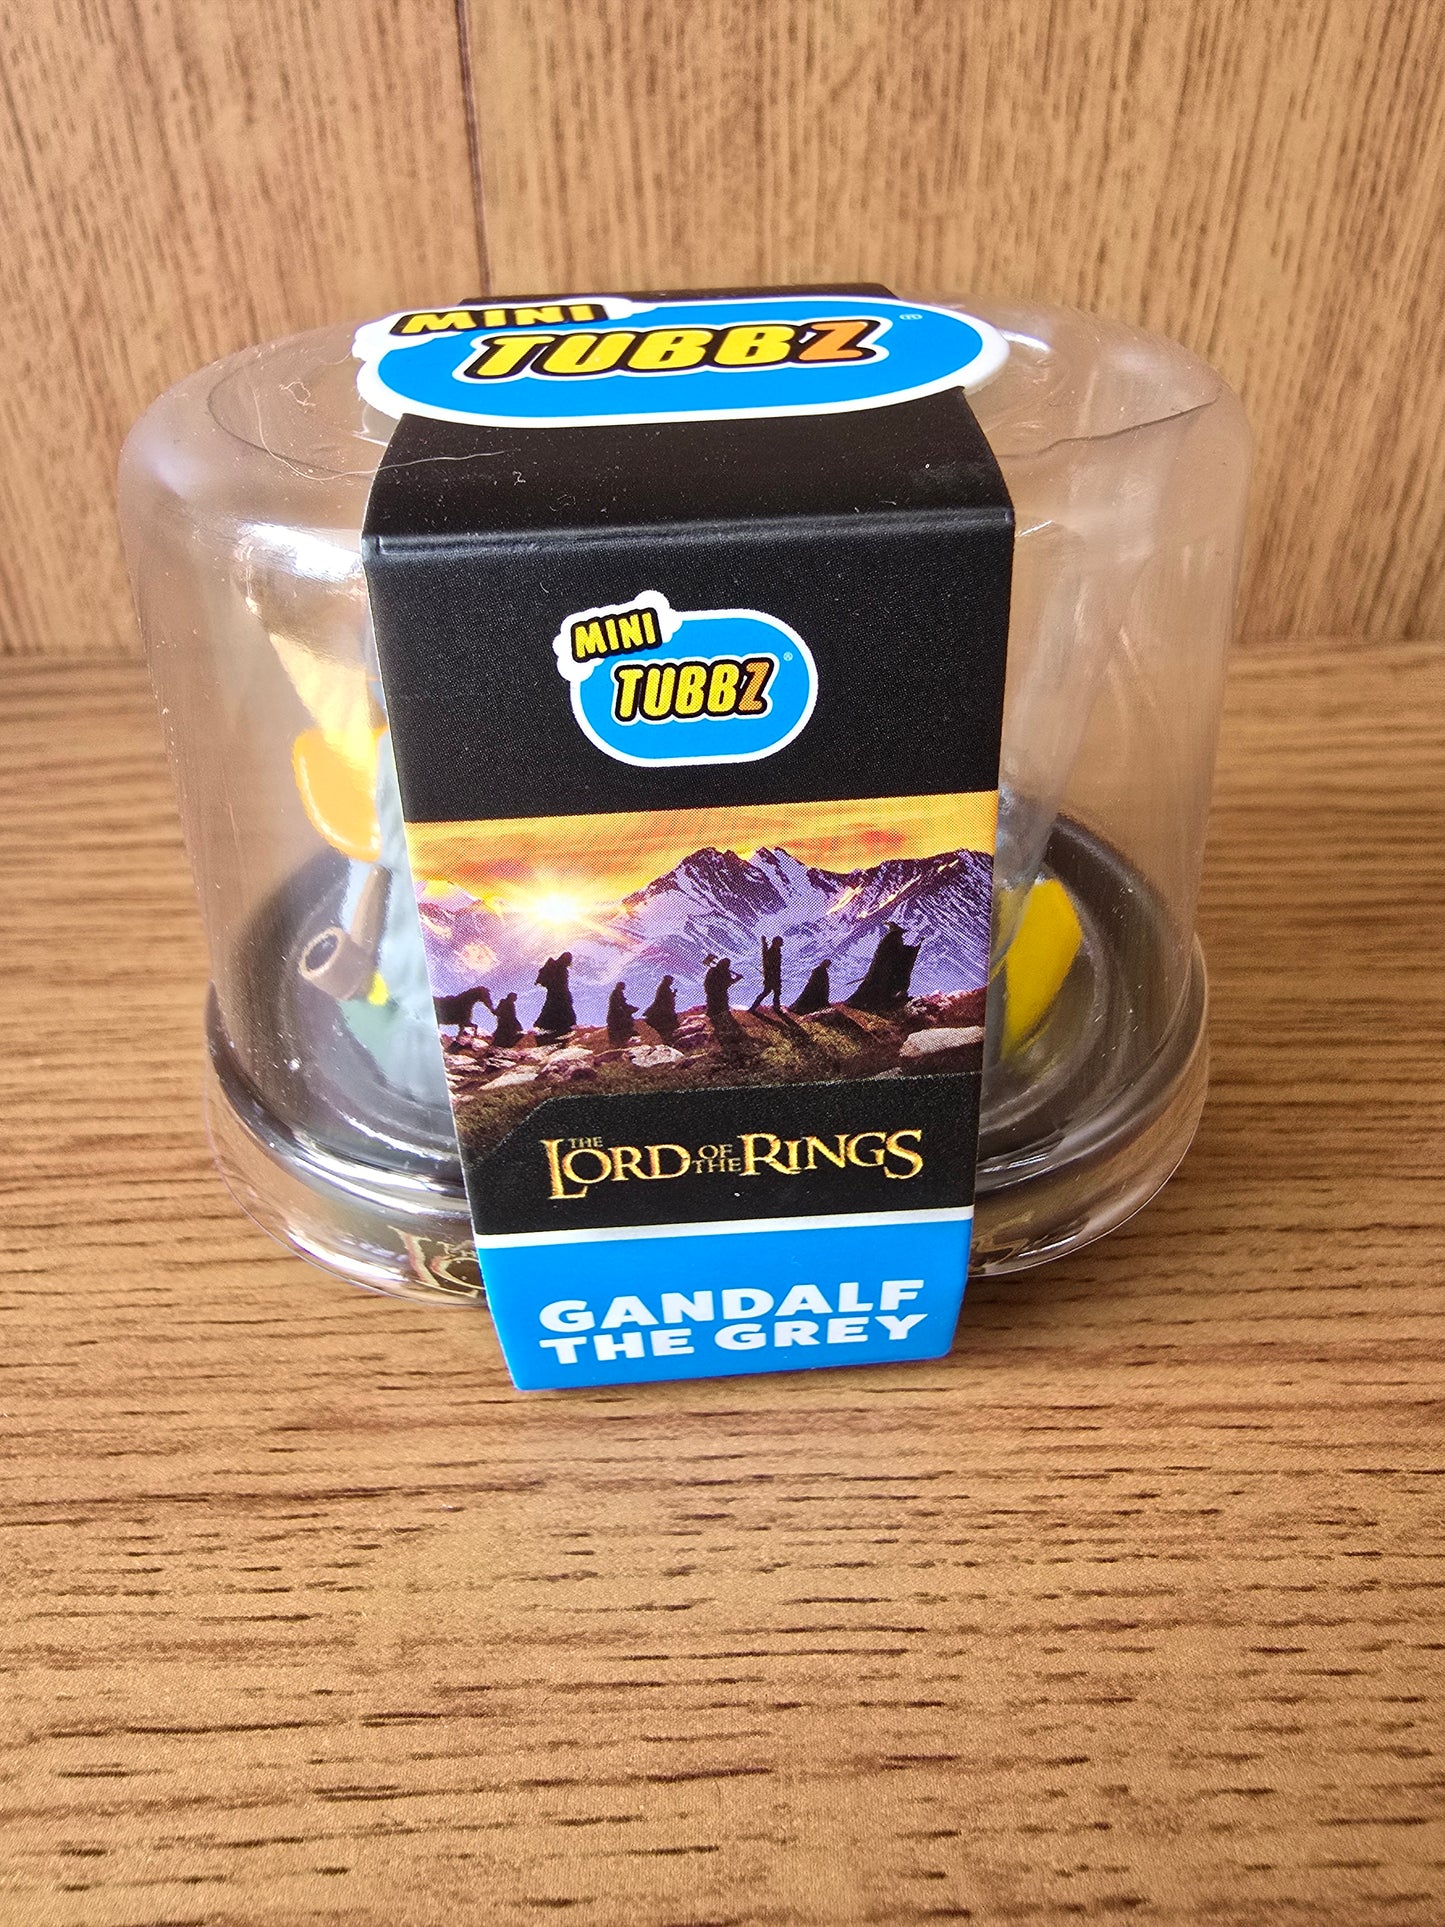 MINI
TUBBZ®
MINI
TUBBZ®
THE LORD OF THE RINGS
GANDALF
THE GREY